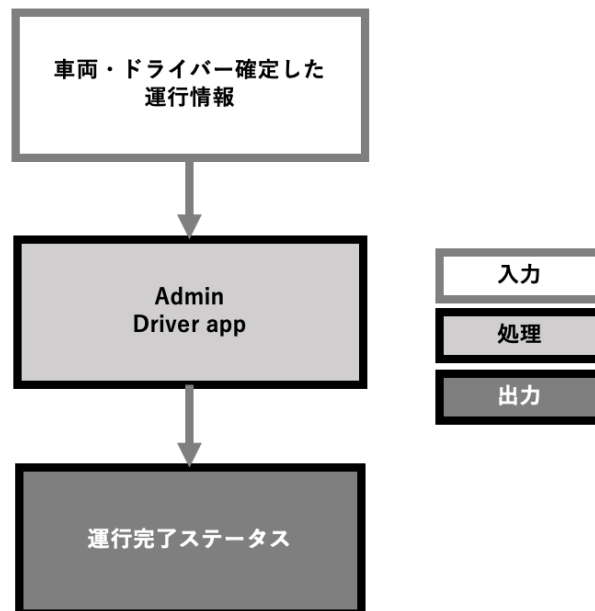 車両・ドライバー確定した
運行情報
Admin
Driver app
運行完了ステータス
入力
処理
出力